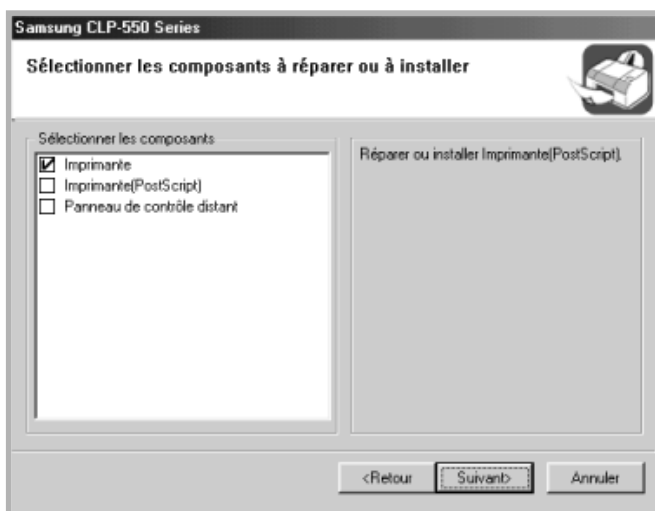 Samsung CLP-550 Series
Sélectionner les composants à réparer ou à installer
Sélectionner les composants
Imprimante
Imprimante(PostScript)
Panneau de contrôle distant
Réparer ou installer Imprimante(PostScript).
<Retour
Suivant>
Annuler